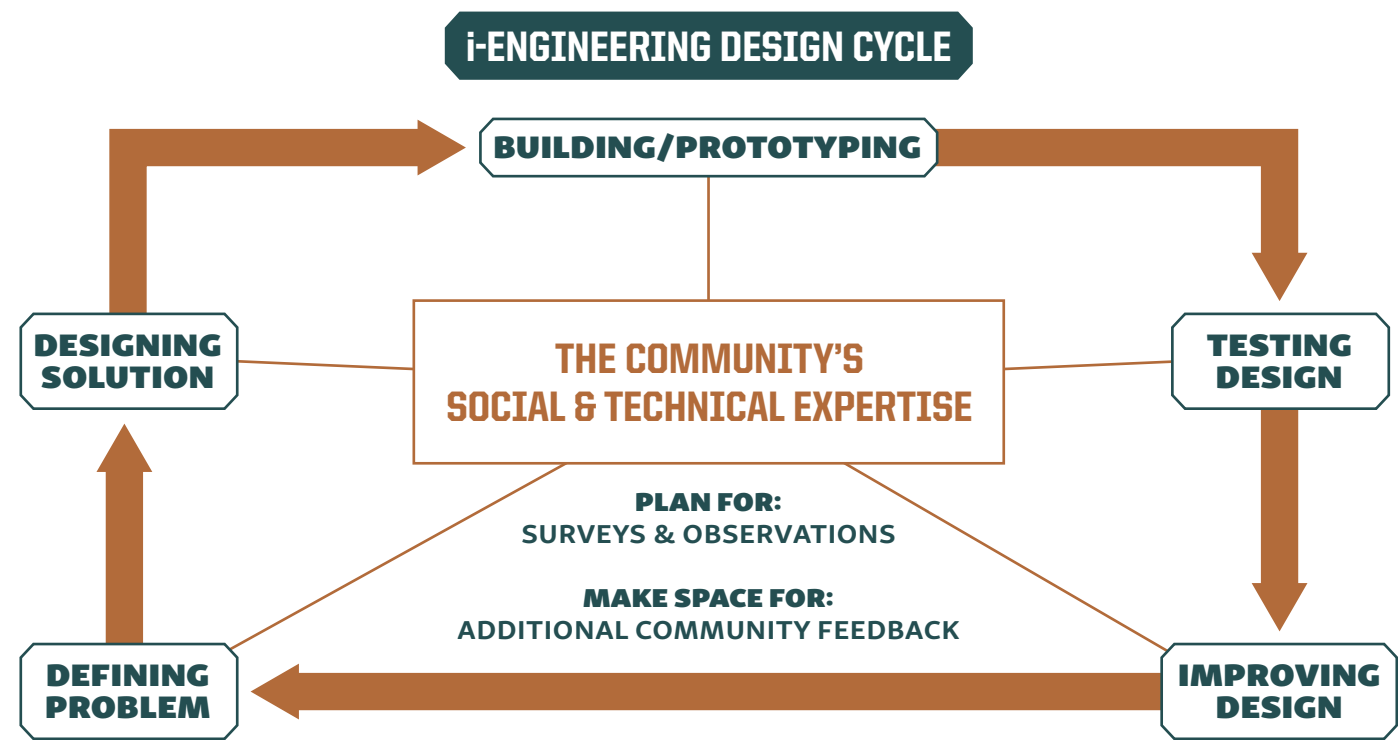 i-ENGINEERING DESIGN CYCLE
BUILDING/PROTOTYPING
DESIGNING
SOLUTION
THE COMMUNITY'S
SOCIAL & TECHNICAL EXPERTISE
TESTING
DESIGN
PLAN FOR:
SURVEYS & OBSERVATIONS
MAKE SPACE FOR:
ADDITIONAL COMMUNITY FEEDBACK
DEFINING
PROBLEM
IMPROVING
DESIGN